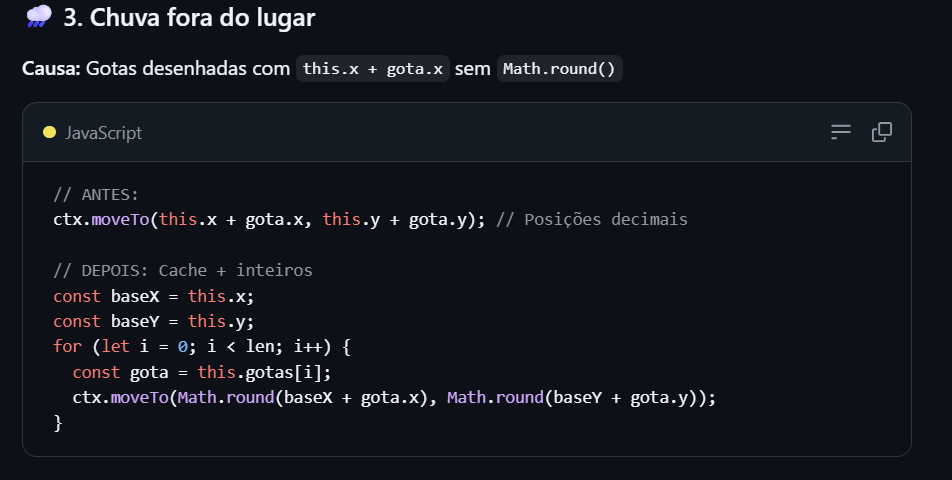 🌧️ 3. Chuva fora do lugar
Causa: Gotas desenhadas com this.x + gota.x sem Math.round()
JavaScript
// ANTES:
ctx.moveTo(this.x + gota.x, this.y + gota.y); // Posições decimais
// DEPOIS: Cache + inteiros
const baseX = this.x;
const baseY = this.y;
for (let i = 0; i < len; i++) {
  const gota = this.gotas[i];
  ctx.moveTo(Math.round(baseX + gota.x), Math.round(baseY + gota.y));
}